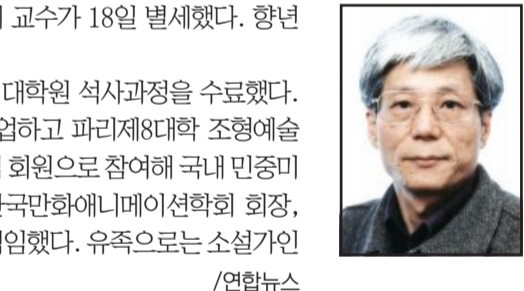 교수가 18일 별세했다. 향년
대학원 석사과정을 수료했다.
업하고 파리제8대학 조형예술
회원으로 참여해 국내 민중미
한국만화애니메이션학회 회장,
임했다. 유족으로는 소설가인
/연합뉴스